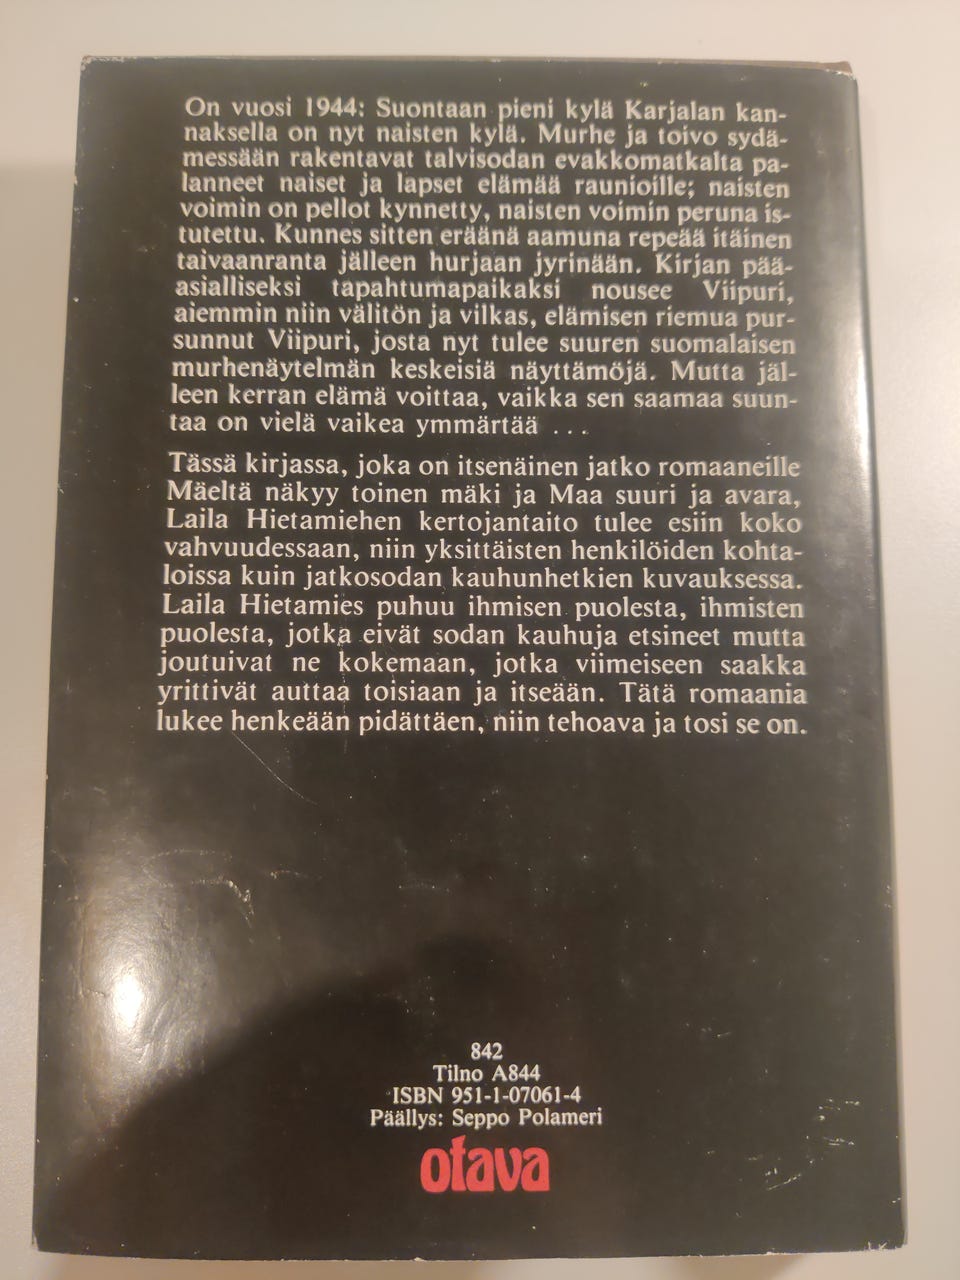 On vuosi 1944: Suontaan pieni kylä Karjalan kan-
naksella on nyt naisten kylä. Murhe ja toivo sydä-
messään rakentavat talvisodan evakkomatkalta pa-
lanneet naiset ja lapset elämää raunioille; naisten
voimin on pellot kynnetty, naisten voimin peruna is-
tutettu. Kunnes sitten eräänä aamuna repeää itäinen
taivaanranta jälleen hurjaan jyrinään. Kirjan pää-
asialliseksi tapahtumapaikaksi nousee Viipuri,
aiemmin niin välitön ja vilkas, elämisen riemua pur-
sunnut Viipuri, josta nyt tulee suuren suomalaisen
murhenäytelmän keskeisiä näyttämöjä. Mutta jäl-
leen kerran elämä voittaa, vaikka sen saamaa suun-
taa on vielä vaikea ymmärtää ...
Tässä kirjassa, joka on itsenäinen jatko romaaneille
Mäeltä näkyy toinen mäki ja Maa suuri ja avara,
Laila Hietamiehen kertojantaito tulee esiin koko
vahvuudessaan, niin yksittäisten henkilöiden kohta-
loissa kuin jatkosodan kauhunhetkien kuvauksessa.
Laila Hietamies puhuu ihmisen puolesta, ihmisten
puolesta, jotka eivät sodan kauhuja etsineet mutta
joutuivat ne kokemaan, jotka viimeiseen saakka
yrittivät auttaa toisiaan ja itseään. Tätä romaania
lukee henkeään pidättäen, niin tehoava ja tosi se on.
842
Tilno A844
ISBN 951-1-07061-4
Päällys: Seppo Polameri
otava